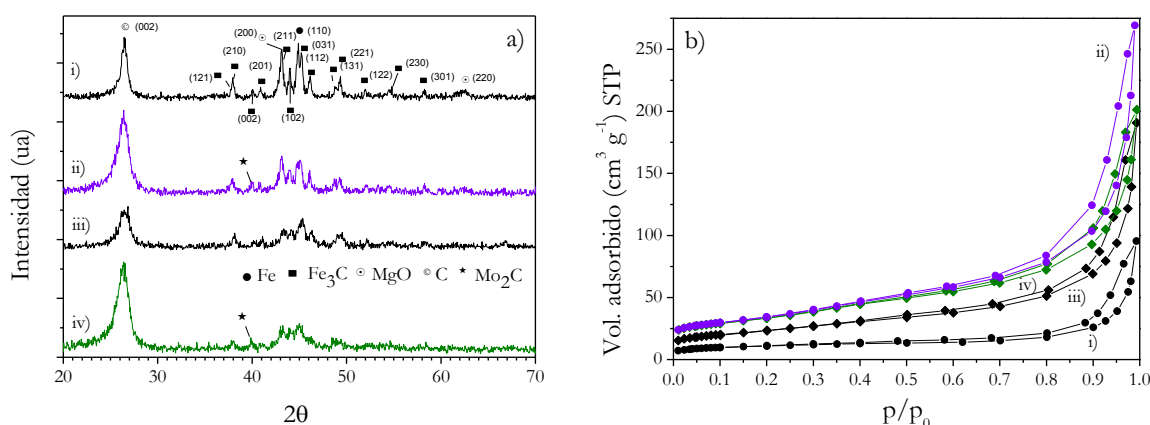 a)
© (002)
(110)
(200) (211)
(031)
(210)
(112)
(221)
(121)
(201)
(131)
(230)
(122)
(301)
(220)
(002)
(102)
i)
ii)
iii)
iv)
Fe Fe3C MgO © C ★ Mo2C
★
★
Intensidad (ua)
20 30 40 50 60 70
2θ
b)
ii)
iv)
iii)
i)
Vol. adsorbido (cm³ g⁻¹) STP
250
200
150
100
50
0
0.0 0.1 0.2 0.3 0.4 0.5 0.6 0.7 0.8 0.9 1.0
p/p0